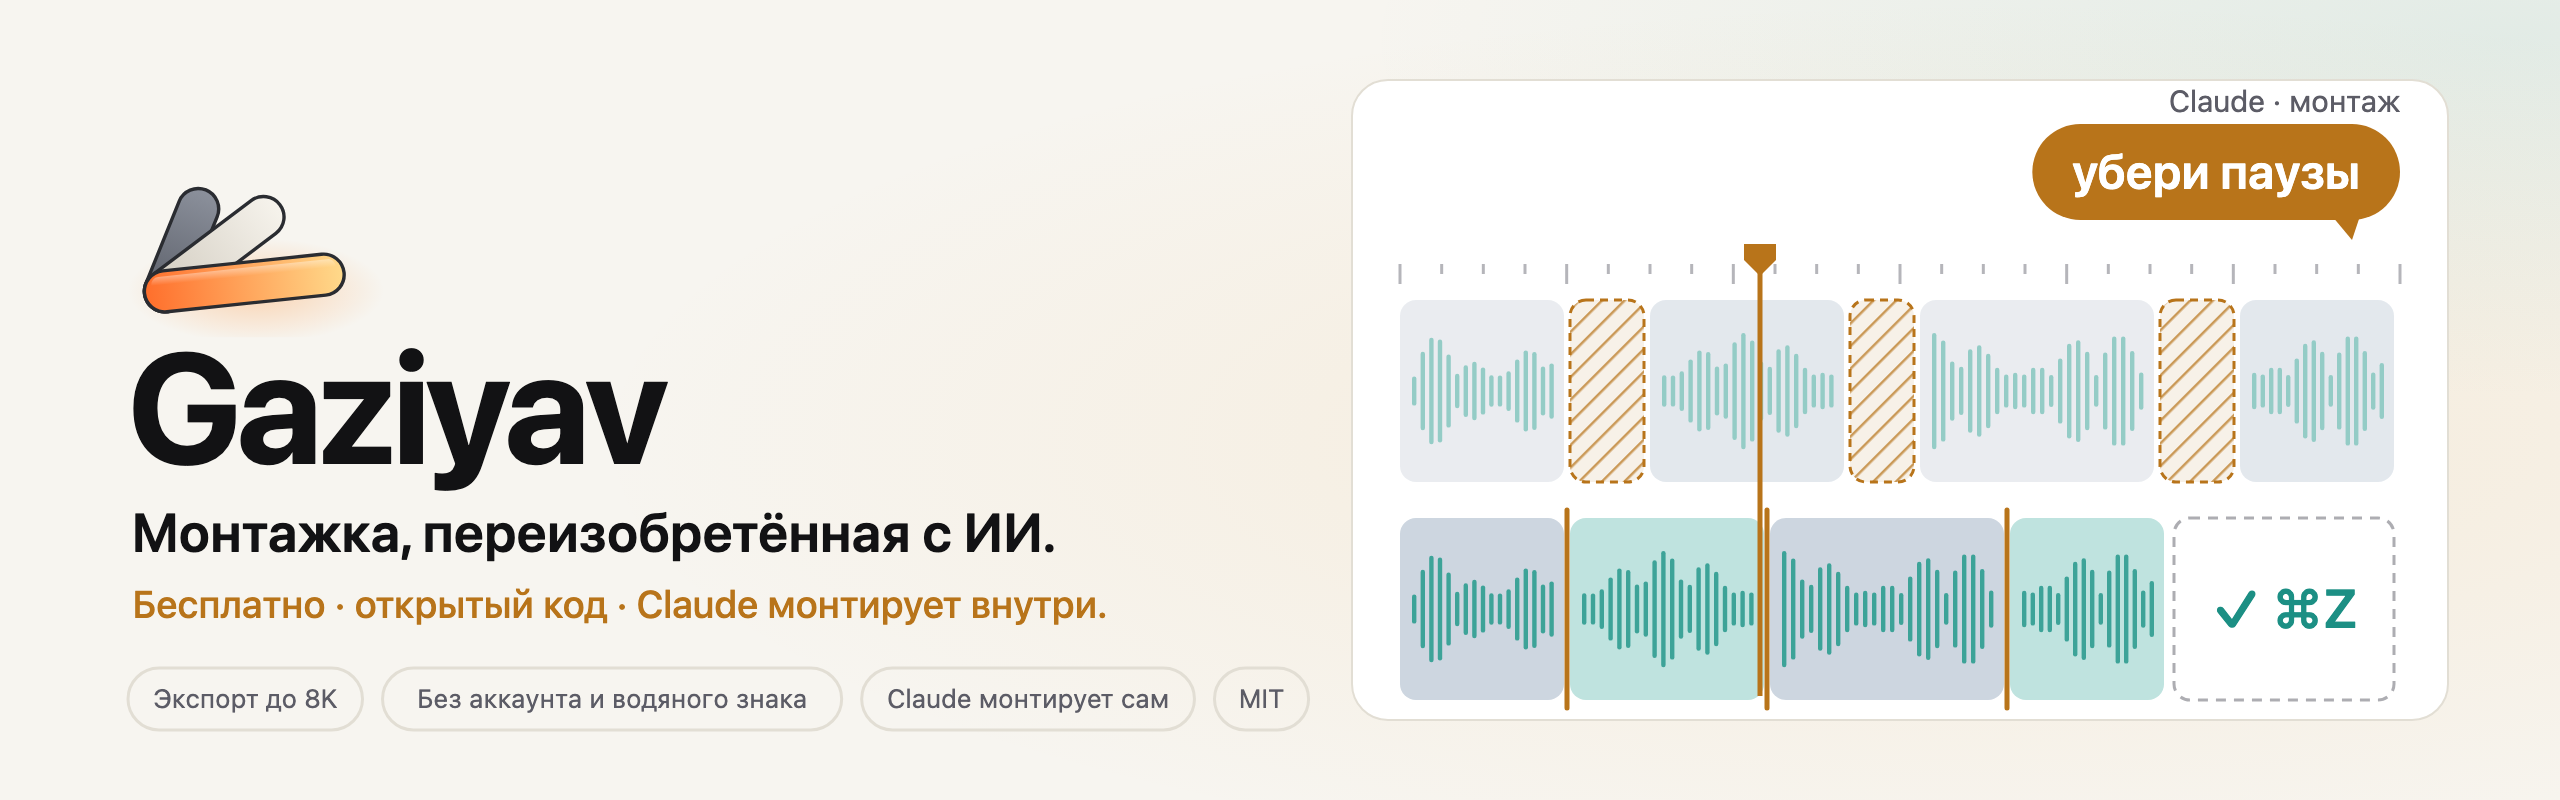 Gaziyav
Монтажка, переизобретённая с ИИ.
Бесплатно · открытый код · Claude монтирует внутри.
Экспорт до 8K
Без аккаунта и водяного знака
Claude монтирует сам
MIT
Claude · монтаж
убери паузы
✓ ⌘Z